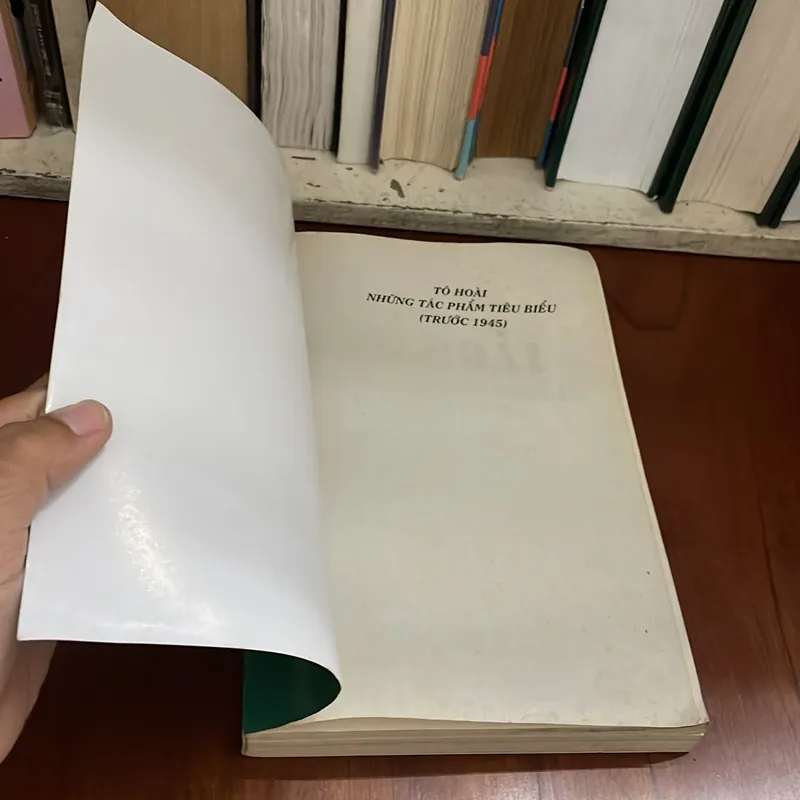 TÔ HOÀI
NHỮNG TÁC PHẨM TIÊU BIỂU
(TRƯỚC 1945)